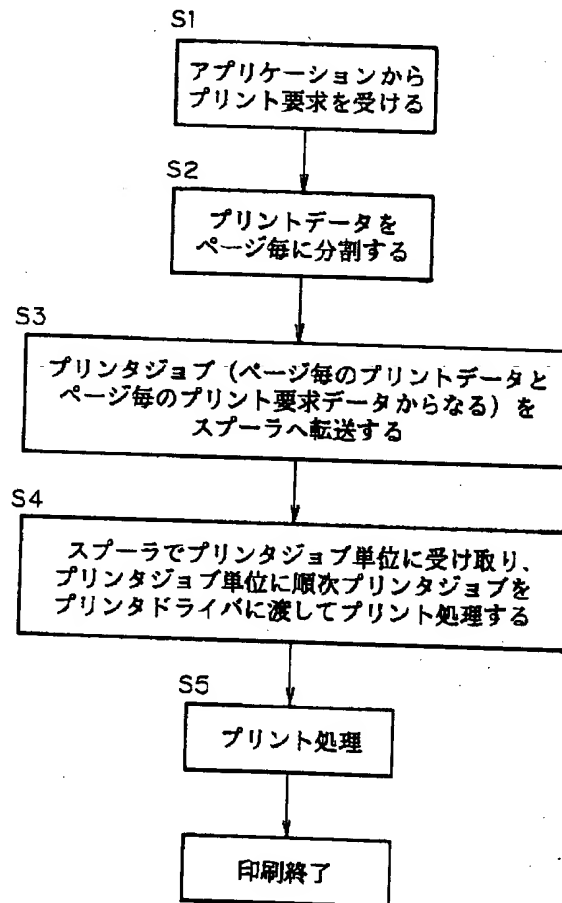 S1
アプリケーションから
プリント要求を受ける
S2
プリントデータを
ページ毎に分割する
S3
プリンタジョブ（ページ毎のプリントデータと
ページ毎のプリント要求データからなる）を
スプーラへ転送する
S4
スプーラでプリンタジョブ単位に受け取り、
プリンタジョブ単位に順次プリンタジョブを
プリンタドライバに渡してプリント処理する
S5
プリント処理
印刷終了